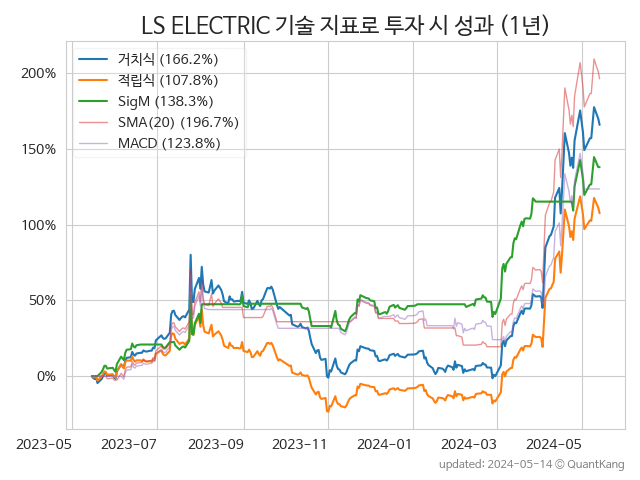 LS ELECTRIC 기술 지표로 투자 시 성과 (1년)
거치식 (166.2%)
적립식 (107.8%)
SigM (138.3%)
SMA(20) (196.7%)
MACD (123.8%)
200%
150%
100%
50%
0%
2023-05 2023-07 2023-09 2023-11 2024-01 2024-03 2024-05
updated: 2024-05-14 © QuantKang